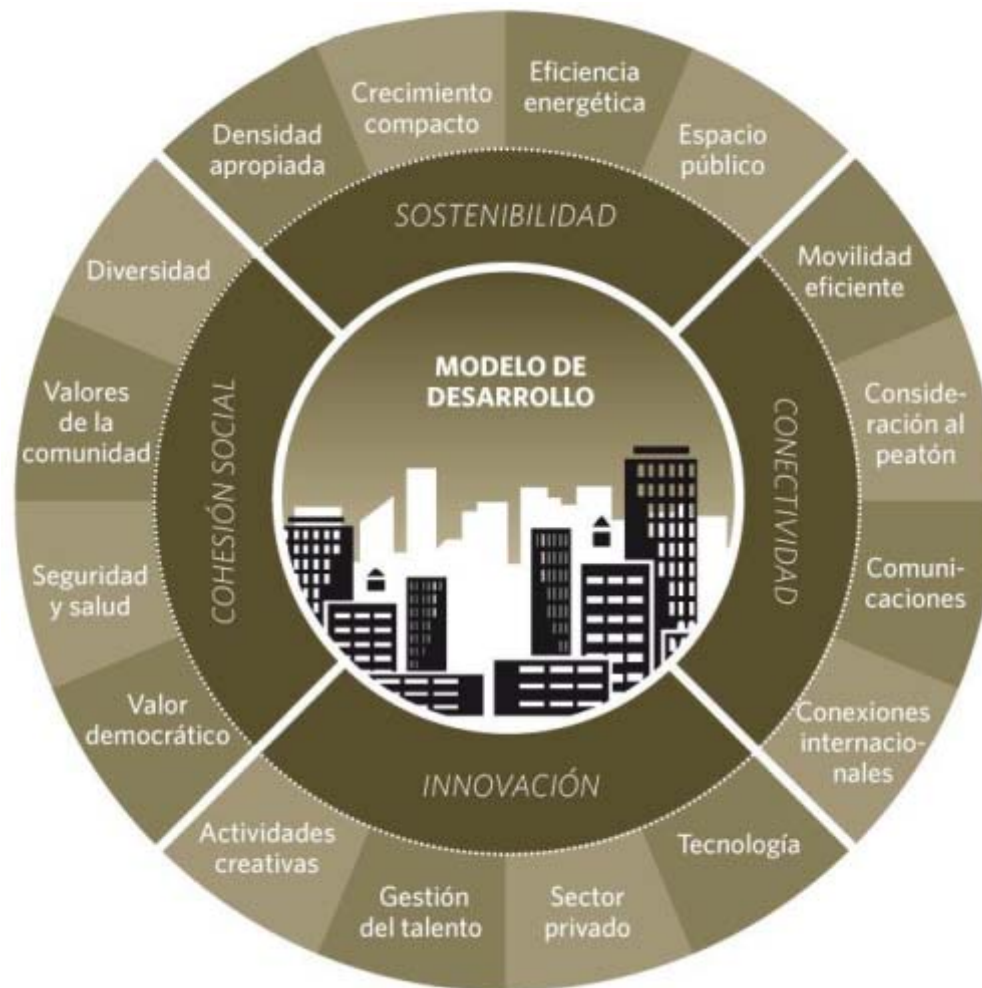 Eficiencia
energética
Crecimiento
compacto
Densidad
apropiada
Espacio
público
SOSTENIBILIDAD
Movilidad
eficiente
Conside-
ración al
peatón
Comuni-
caciones
Conexiones
internacio-
nales
CONECTIVIDAD
Tecnología
Sector
privado
Gestión
del talento
Actividades
creativas
INNOVACIÓN
Valor
democrático
Seguridad
y salud
Valores
de la
comunidad
Diversidad
COHESIÓN SOCIAL
MODELO DE
DESARROLLO